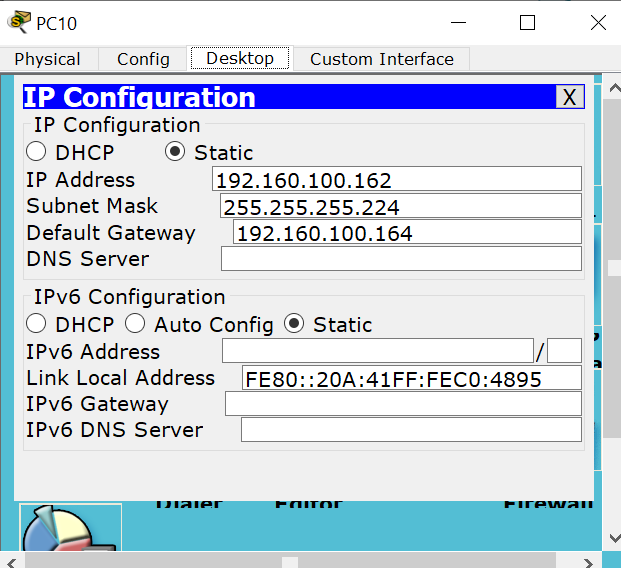 PC10
Physical Config Desktop Custom Interface
IP Configuration X
IP Configuration
DHCP Static
IP Address 192.160.100.162
Subnet Mask 255.255.255.224
Default Gateway 192.160.100.164
DNS Server
IPv6 Configuration
DHCP Auto Config Static
IPv6 Address /
Link Local Address FE80::20A:41FF:FEC0:4895
IPv6 Gateway
IPv6 DNS Server
Dialer Editor Firewall